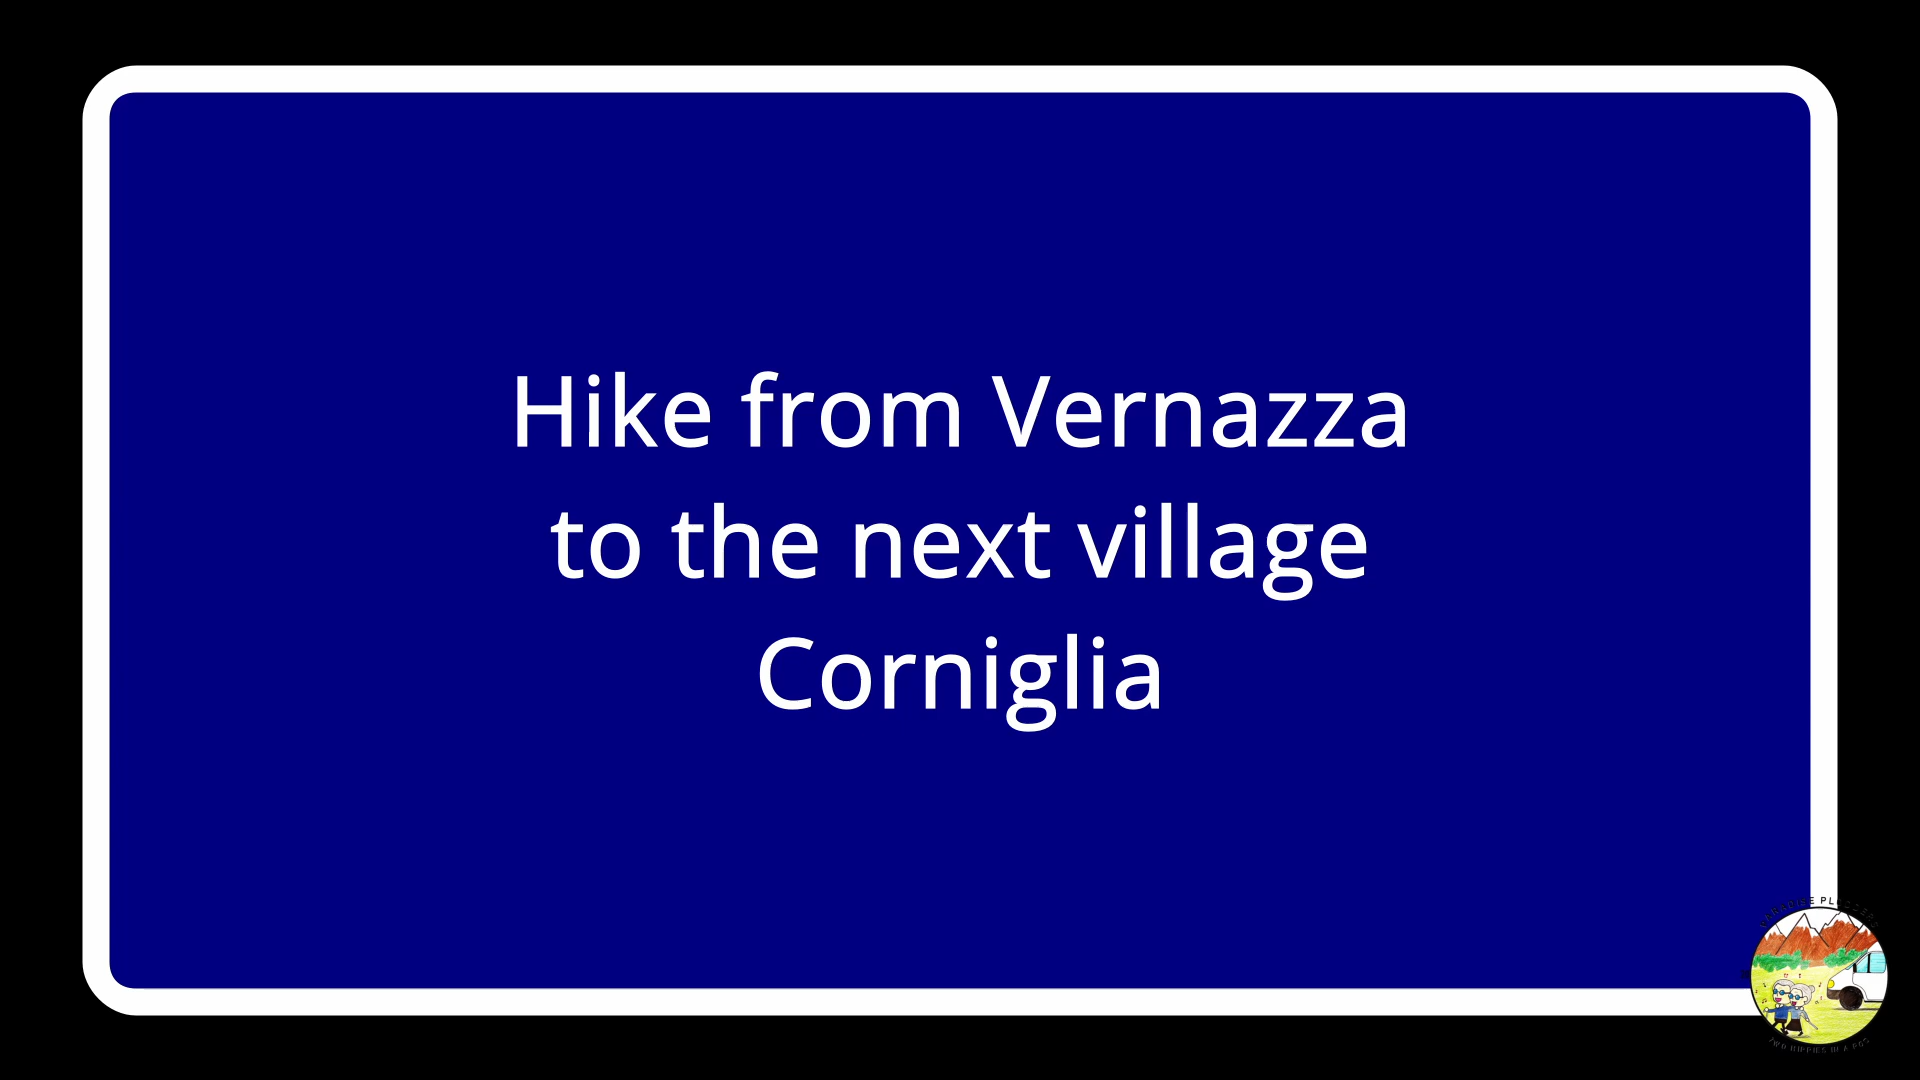 Hike from Vernazza
to the next village
Corniglia